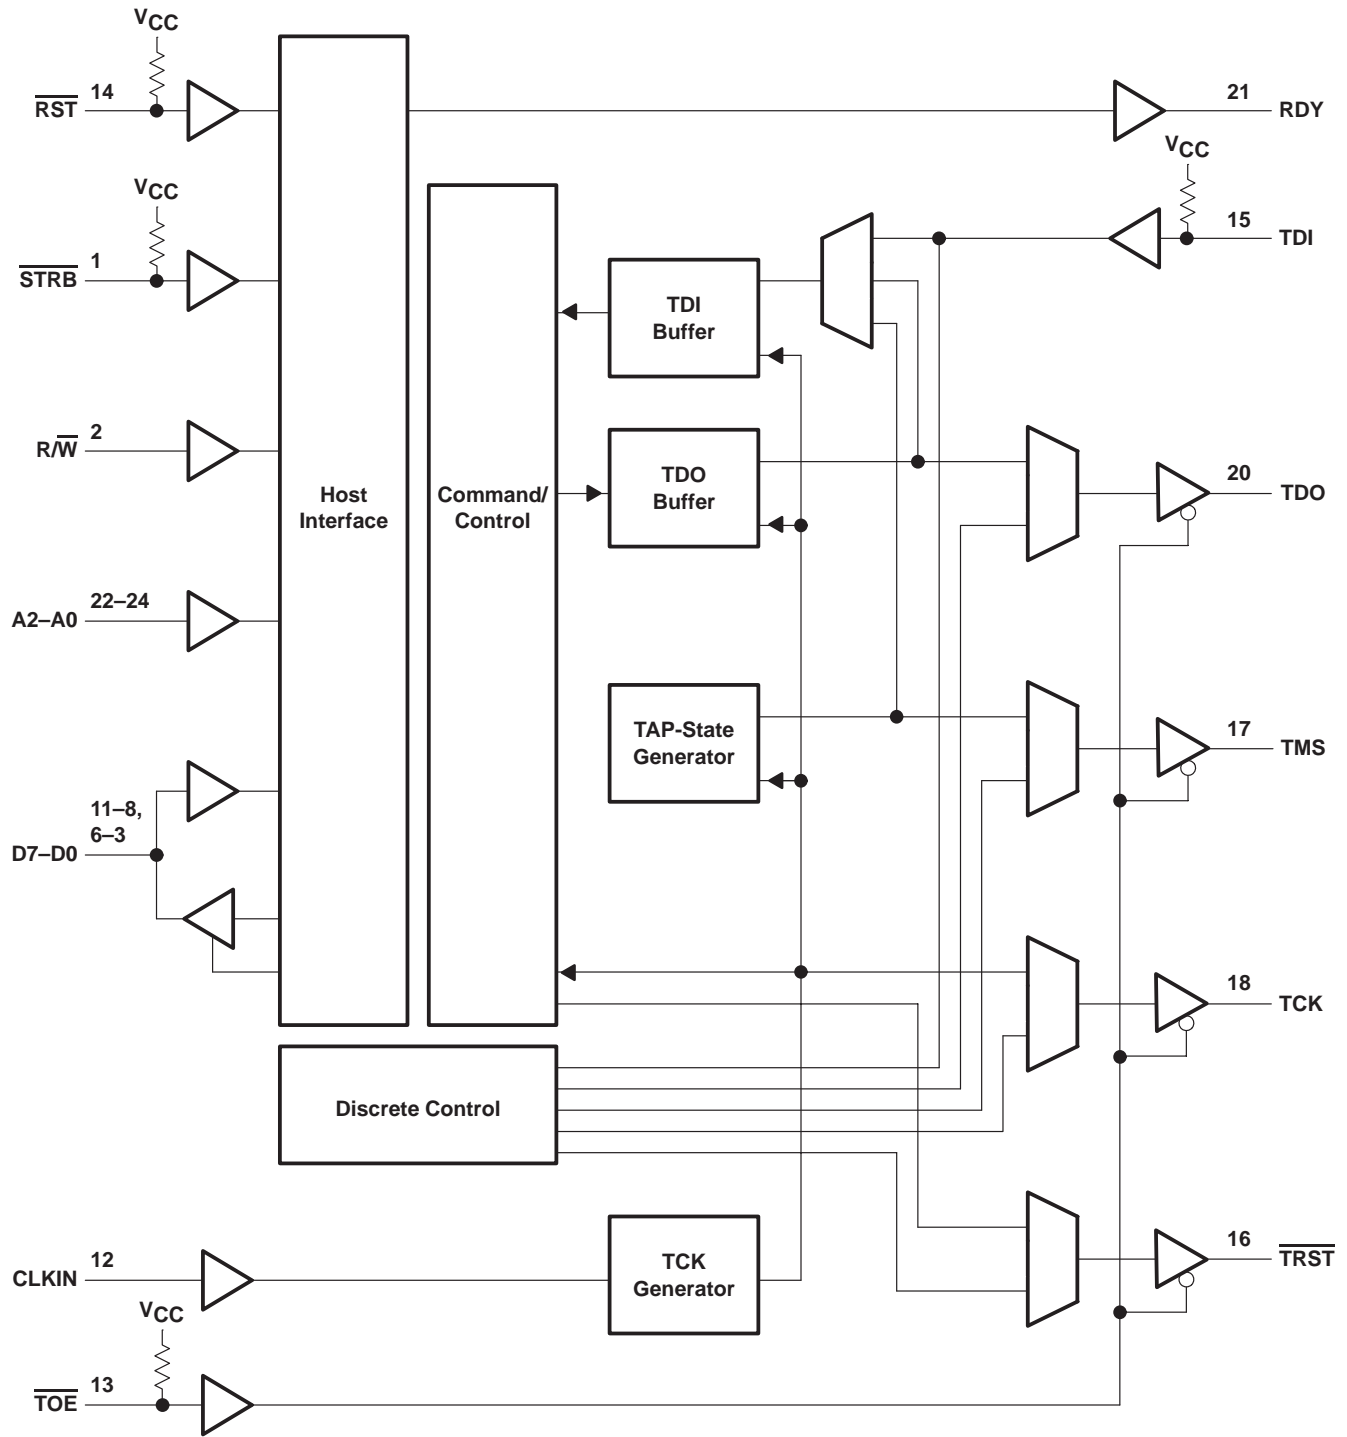 VCC
RST 14
21 RDY
VCC
VCC
15 TDI
STRB 1
TDI
Buffer
R/W 2
TDO
Buffer
20 TDO
Host
Interface
Command/
Control
A2–A0 22–24
TAP-State
Generator
17 TMS
11–8,
6–3
D7–D0
18 TCK
Discrete Control
16 TRST
CLKIN 12
TCK
Generator
VCC
TOE 13